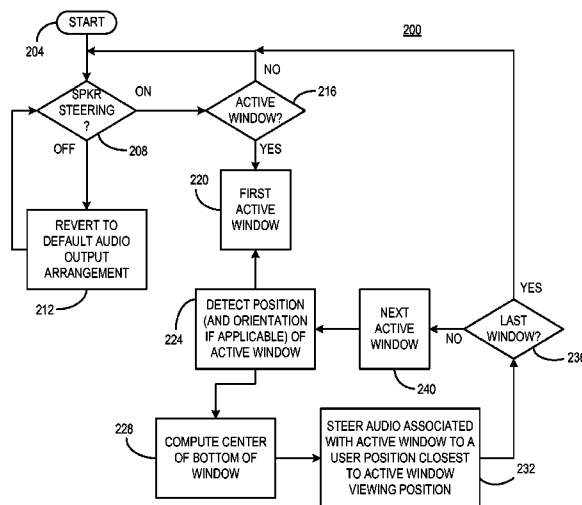 START
200
204
NO
SPKR
STEERING
?
ON
ACTIVE
WINDOW?
216
OFF
208
YES
220
FIRST
ACTIVE
WINDOW
REVERT TO
DEFAULT AUDIO
OUTPUT
ARRANGEMENT
212
224
DETECT POSITION
(AND ORIENTATION
IF APPLICABLE) OF
ACTIVE WINDOW
NEXT
ACTIVE
WINDOW
240
NO
YES
LAST
WINDOW?
236
228
COMPUTE CENTER
OF BOTTOM OF
WINDOW
STEER AUDIO ASSOCIATED
WITH ACTIVE WINDOW TO A
USER POSITION CLOSEST
TO ACTIVE WINDOW
VIEWING POSITION
232